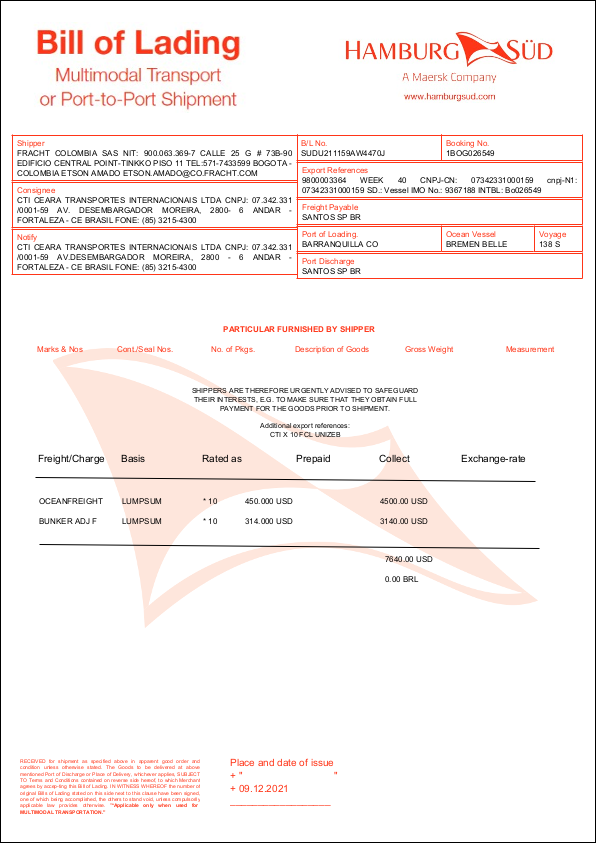 Bill of Lading
Multimodal Transport
or Port-to-Port Shipment
HAMBURG SÜD
A Maersk Company
www.hamburgsud.com
Shipper
FRACHT COLOMBIA SAS NIT: 900.063.369-7 CALLE 25 G # 73B-90
EDIFICIO CENTRAL POINT-TINKKO PISO 11 TEL:571-7433599 BOGOTA -
COLOMBIA ETSON AMADO ETSON.AMADO@CO.FRACHT.COM
Consignee
CTI CEARA TRANSPORTES INTERNACIONAIS LTDA CNPJ: 07.342.331
/0001-59 AV. DESEMBARGADOR MOREIRA, 2800- 6 ANDAR -
FORTALEZA - CE BRASIL FONE: (85) 3215-4300
Notify
CTI CEARA TRANSPORTES INTERNACIONAIS LTDA CNPJ: 07.342.331
/0001-59 AV.DESEMBARGADOR MOREIRA, 2800 - 6 ANDAR -
FORTALEZA - CE BRASIL FONE: (85) 3215-4300
B/L No.
SUDU211159AW4470J
Booking No.
1BOG026549
Export References
9800003364 WEEK 40 CNPJ-CN: 07342331000159 cnpj-N1:
07342331000159 SD.: Vessel IMO No.: 9367188 INTBL: Bo026549
Freight Payable
SANTOS SP BR
Port of Loading.
BARRANQUILLA CO
Ocean Vessel
BREMEN BELLE
Voyage
138 S
Port Discharge
SANTOS SP BR
PARTICULAR FURNISHED BY SHIPPER
Marks & Nos Cont./Seal Nos. No. of Pkgs. Description of Goods Gross Weight Measurement
SHIPPERS ARE THEREFORE URGENTLY ADVISED TO SAFEGUARD
THEIR INTERESTS, E.G. TO MAKE SURE THAT THEY OBTAIN FULL
PAYMENT FOR THE GOODS PRIOR TO SHIPMENT.
Additional export references:
CTI X 10 FCL UNIZEB
Freight/Charge Basis Rated as Prepaid Collect Exchange-rate
OCEANFREIGHT LUMPSUM * 10 450.000 USD 4500.00 USD
BUNKER ADJ F LUMPSUM * 10 314.000 USD 3140.00 USD
7640.00 USD
0.00 BRL
RECEIVED for shipment as specified above in apparent good order and
condition unless otherwise stated. The Goods to be delivered at above
mentioned Port of Discharge or Place of Delivery, whichever applies. SUBJECT
TO Terms and Conditions contained on reverse side hereof, to which Merchant
agrees by accepting this Bill of Lading. IN WITNESS WHEREOF the number of
original Bills of Lading stated on this side next to this clause have been signed,
one of which being accomplished, the others to stand void, unless compulsorily
applicable law provides otherwise. "Applicable only when used for
MULTIMODAL TRANSPORTATION."
Place and date of issue
+ " "
+ 09.12.2021